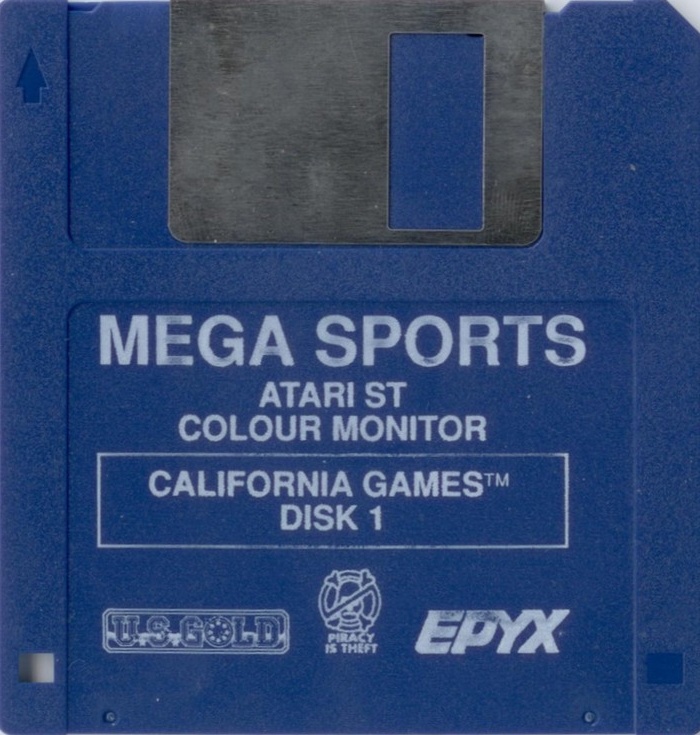 MEGA SPORTS
ATARI ST
COLOUR MONITOR
CALIFORNIA GAMES™
DISK 1
U.S. GOLD
PIRACY
IS THEFT
EPYX